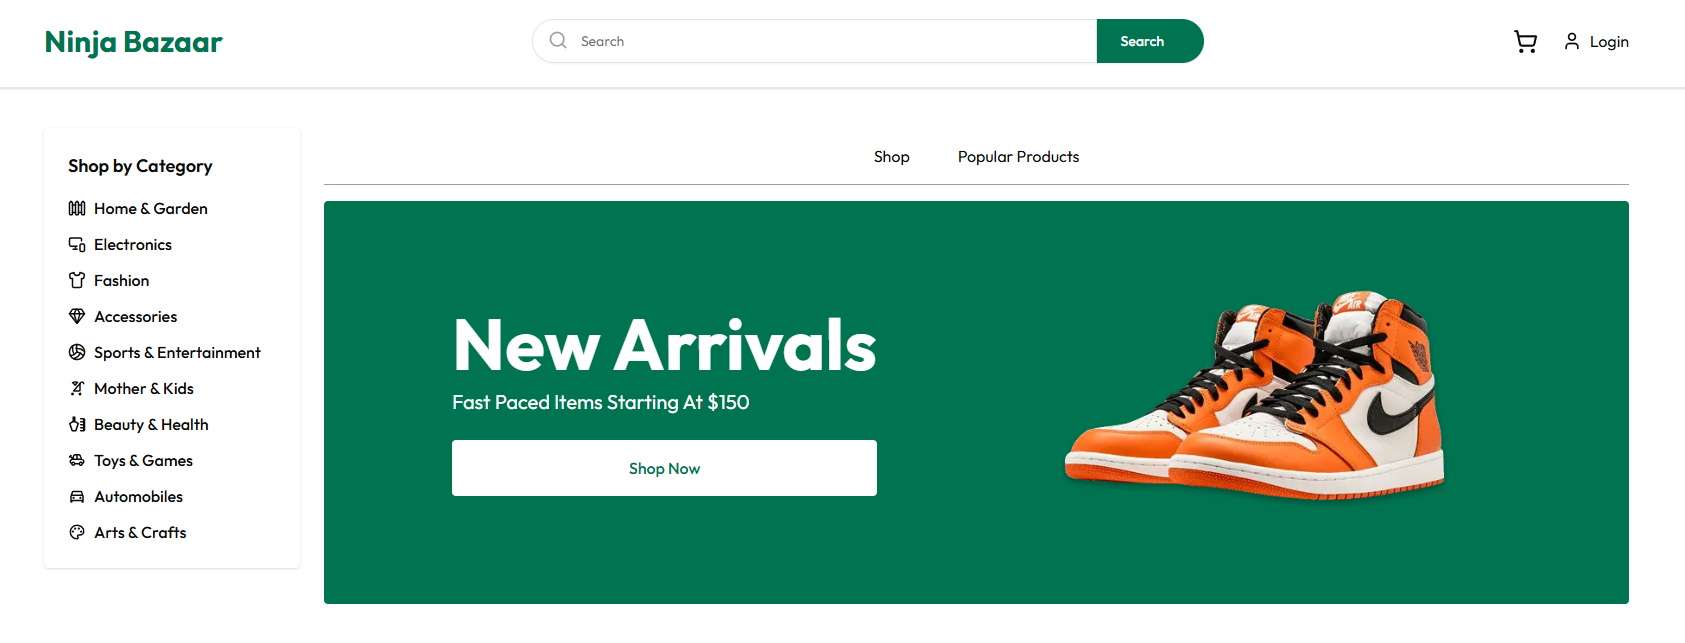 Ninja Bazaar
Search
Search
Login
Shop by Category
Home & Garden
Electronics
Fashion
Accessories
Sports & Entertainment
Mother & Kids
Beauty & Health
Toys & Games
Automobiles
Arts & Crafts
Shop
Popular Products
New Arrivals
Fast Paced Items Starting At $150
Shop Now